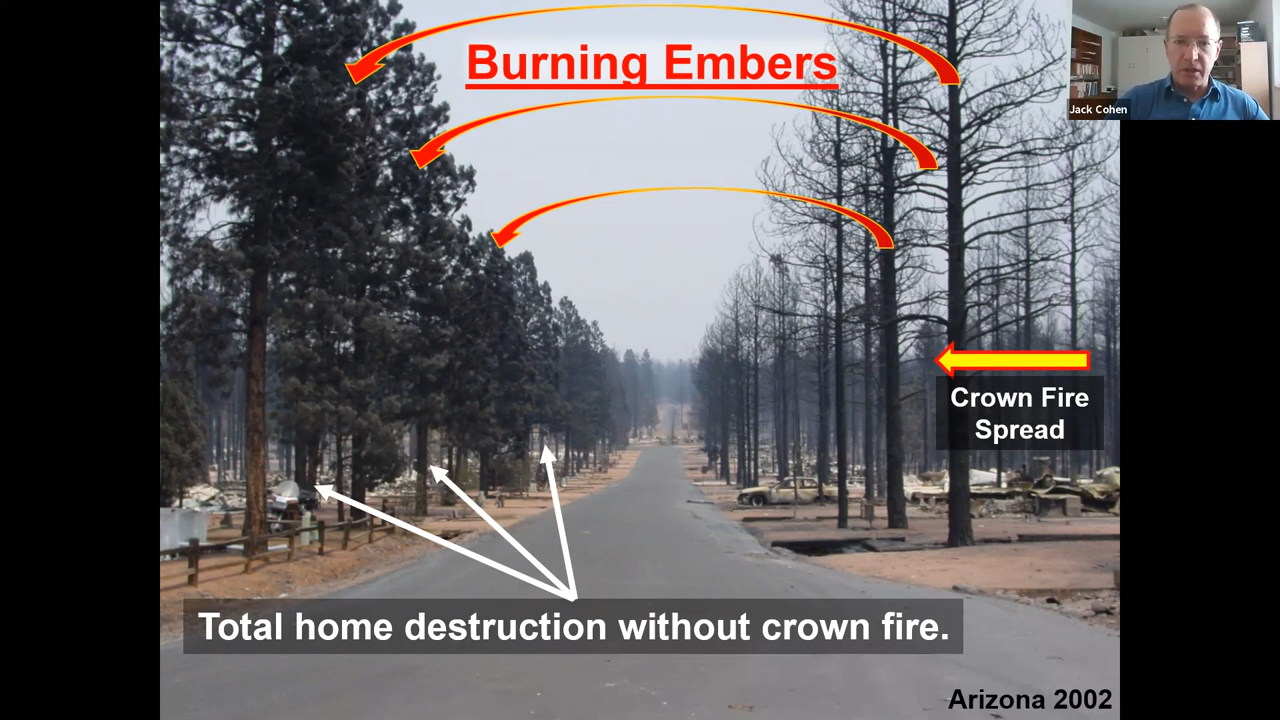 Burning Embers
Jack Cohen
Crown Fire
Spread
Total home destruction without crown fire.
Arizona 2002